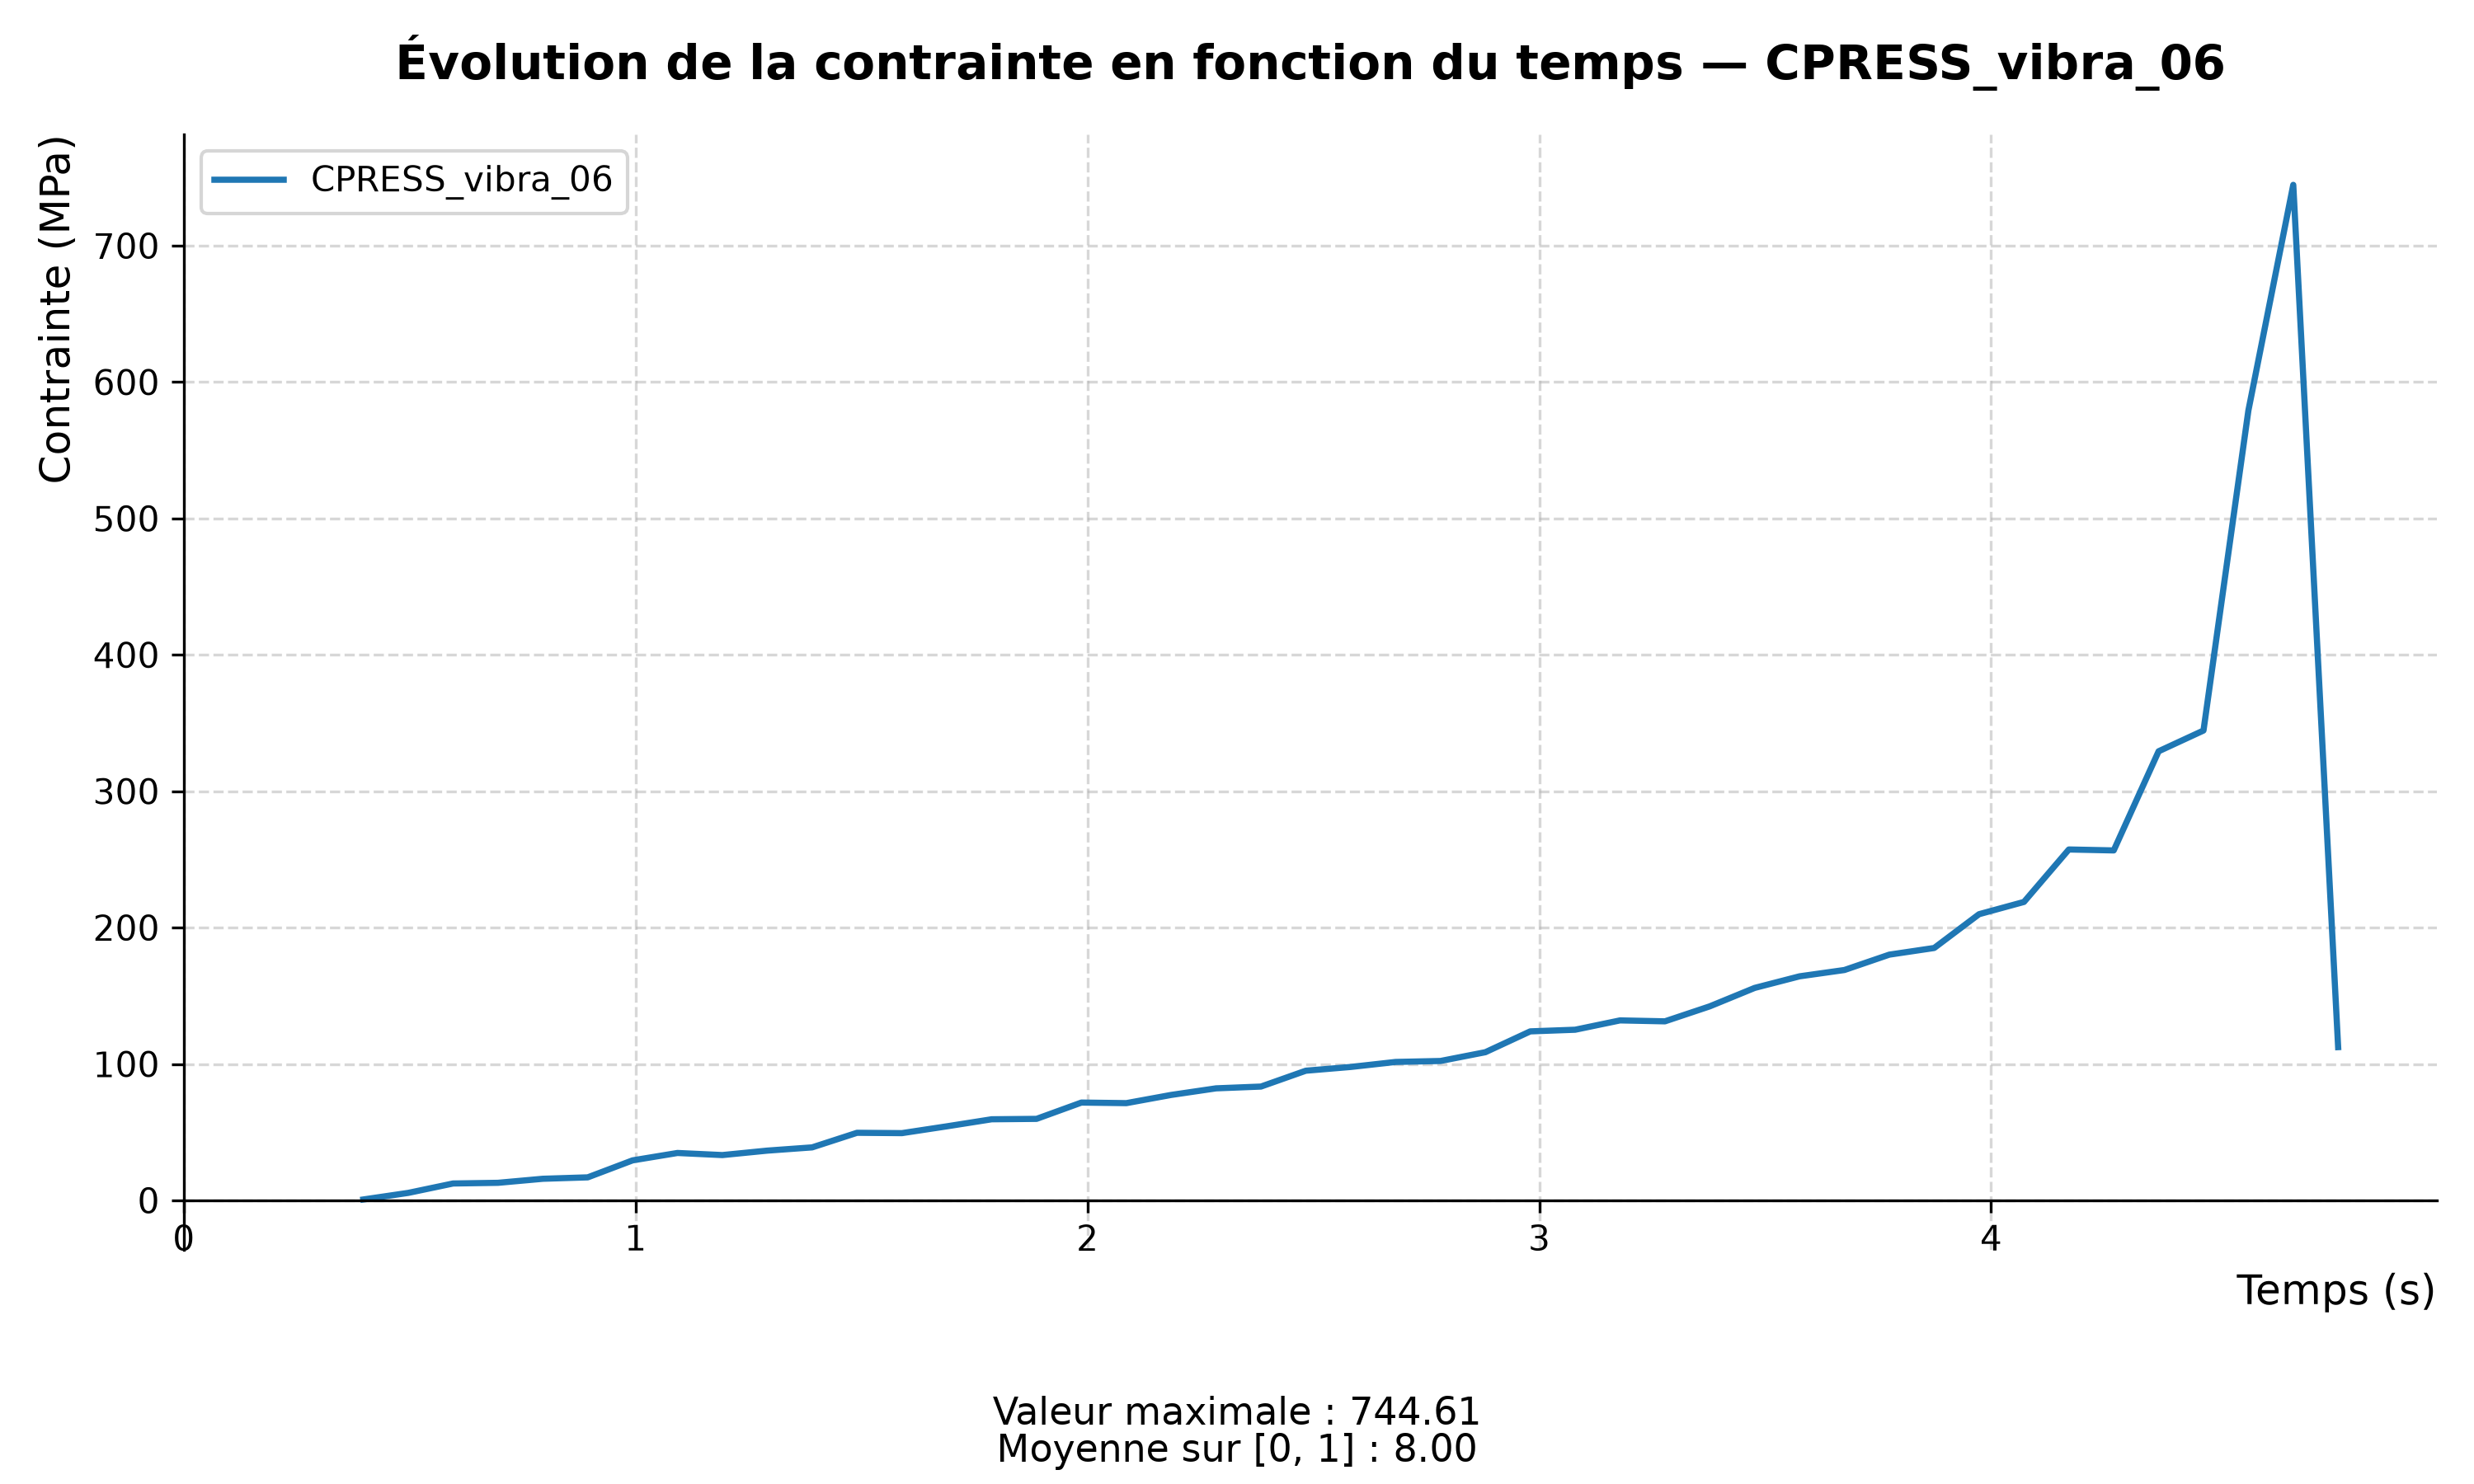 Évolution de la contrainte en fonction du temps — CPRESS_vibra_06
Contrainte (MPa)
CPRESS_vibra_06
700
600
500
400
300
200
100
0
0 1 2 3 4
Temps (s)
Valeur maximale : 744.61
Moyenne sur [0, 1] : 8.00